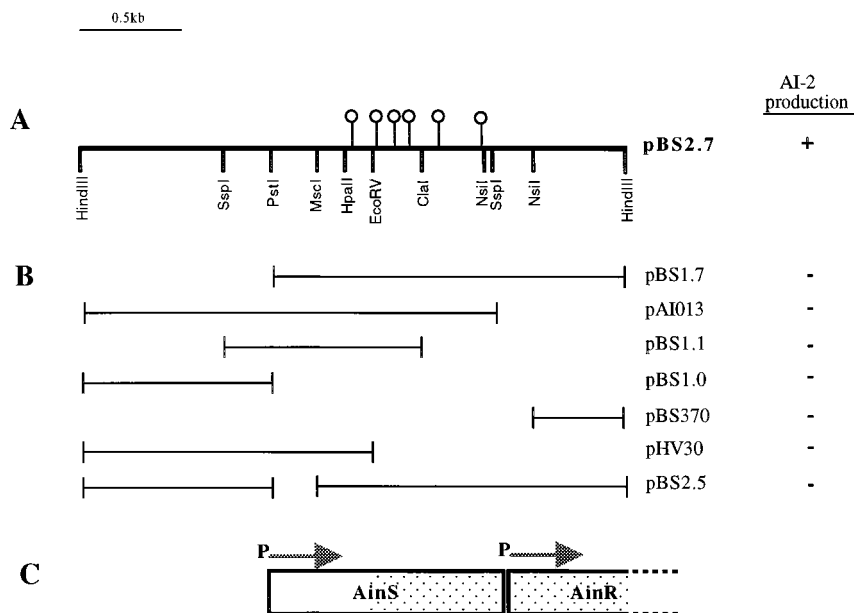 0.5kb
AI-2
production
A
pBS2.7
+
HindIII
SspI
PstI
MscI
HpaII
EcoRV
ClaI
NsiI
SspI
NsiI
HindIII
B
pBS1.7
-
pAI013
-
pBS1.1
-
pBS1.0
-
pBS370
-
pHV30
-
pBS2.5
-
P
P
C
AinS
AinR